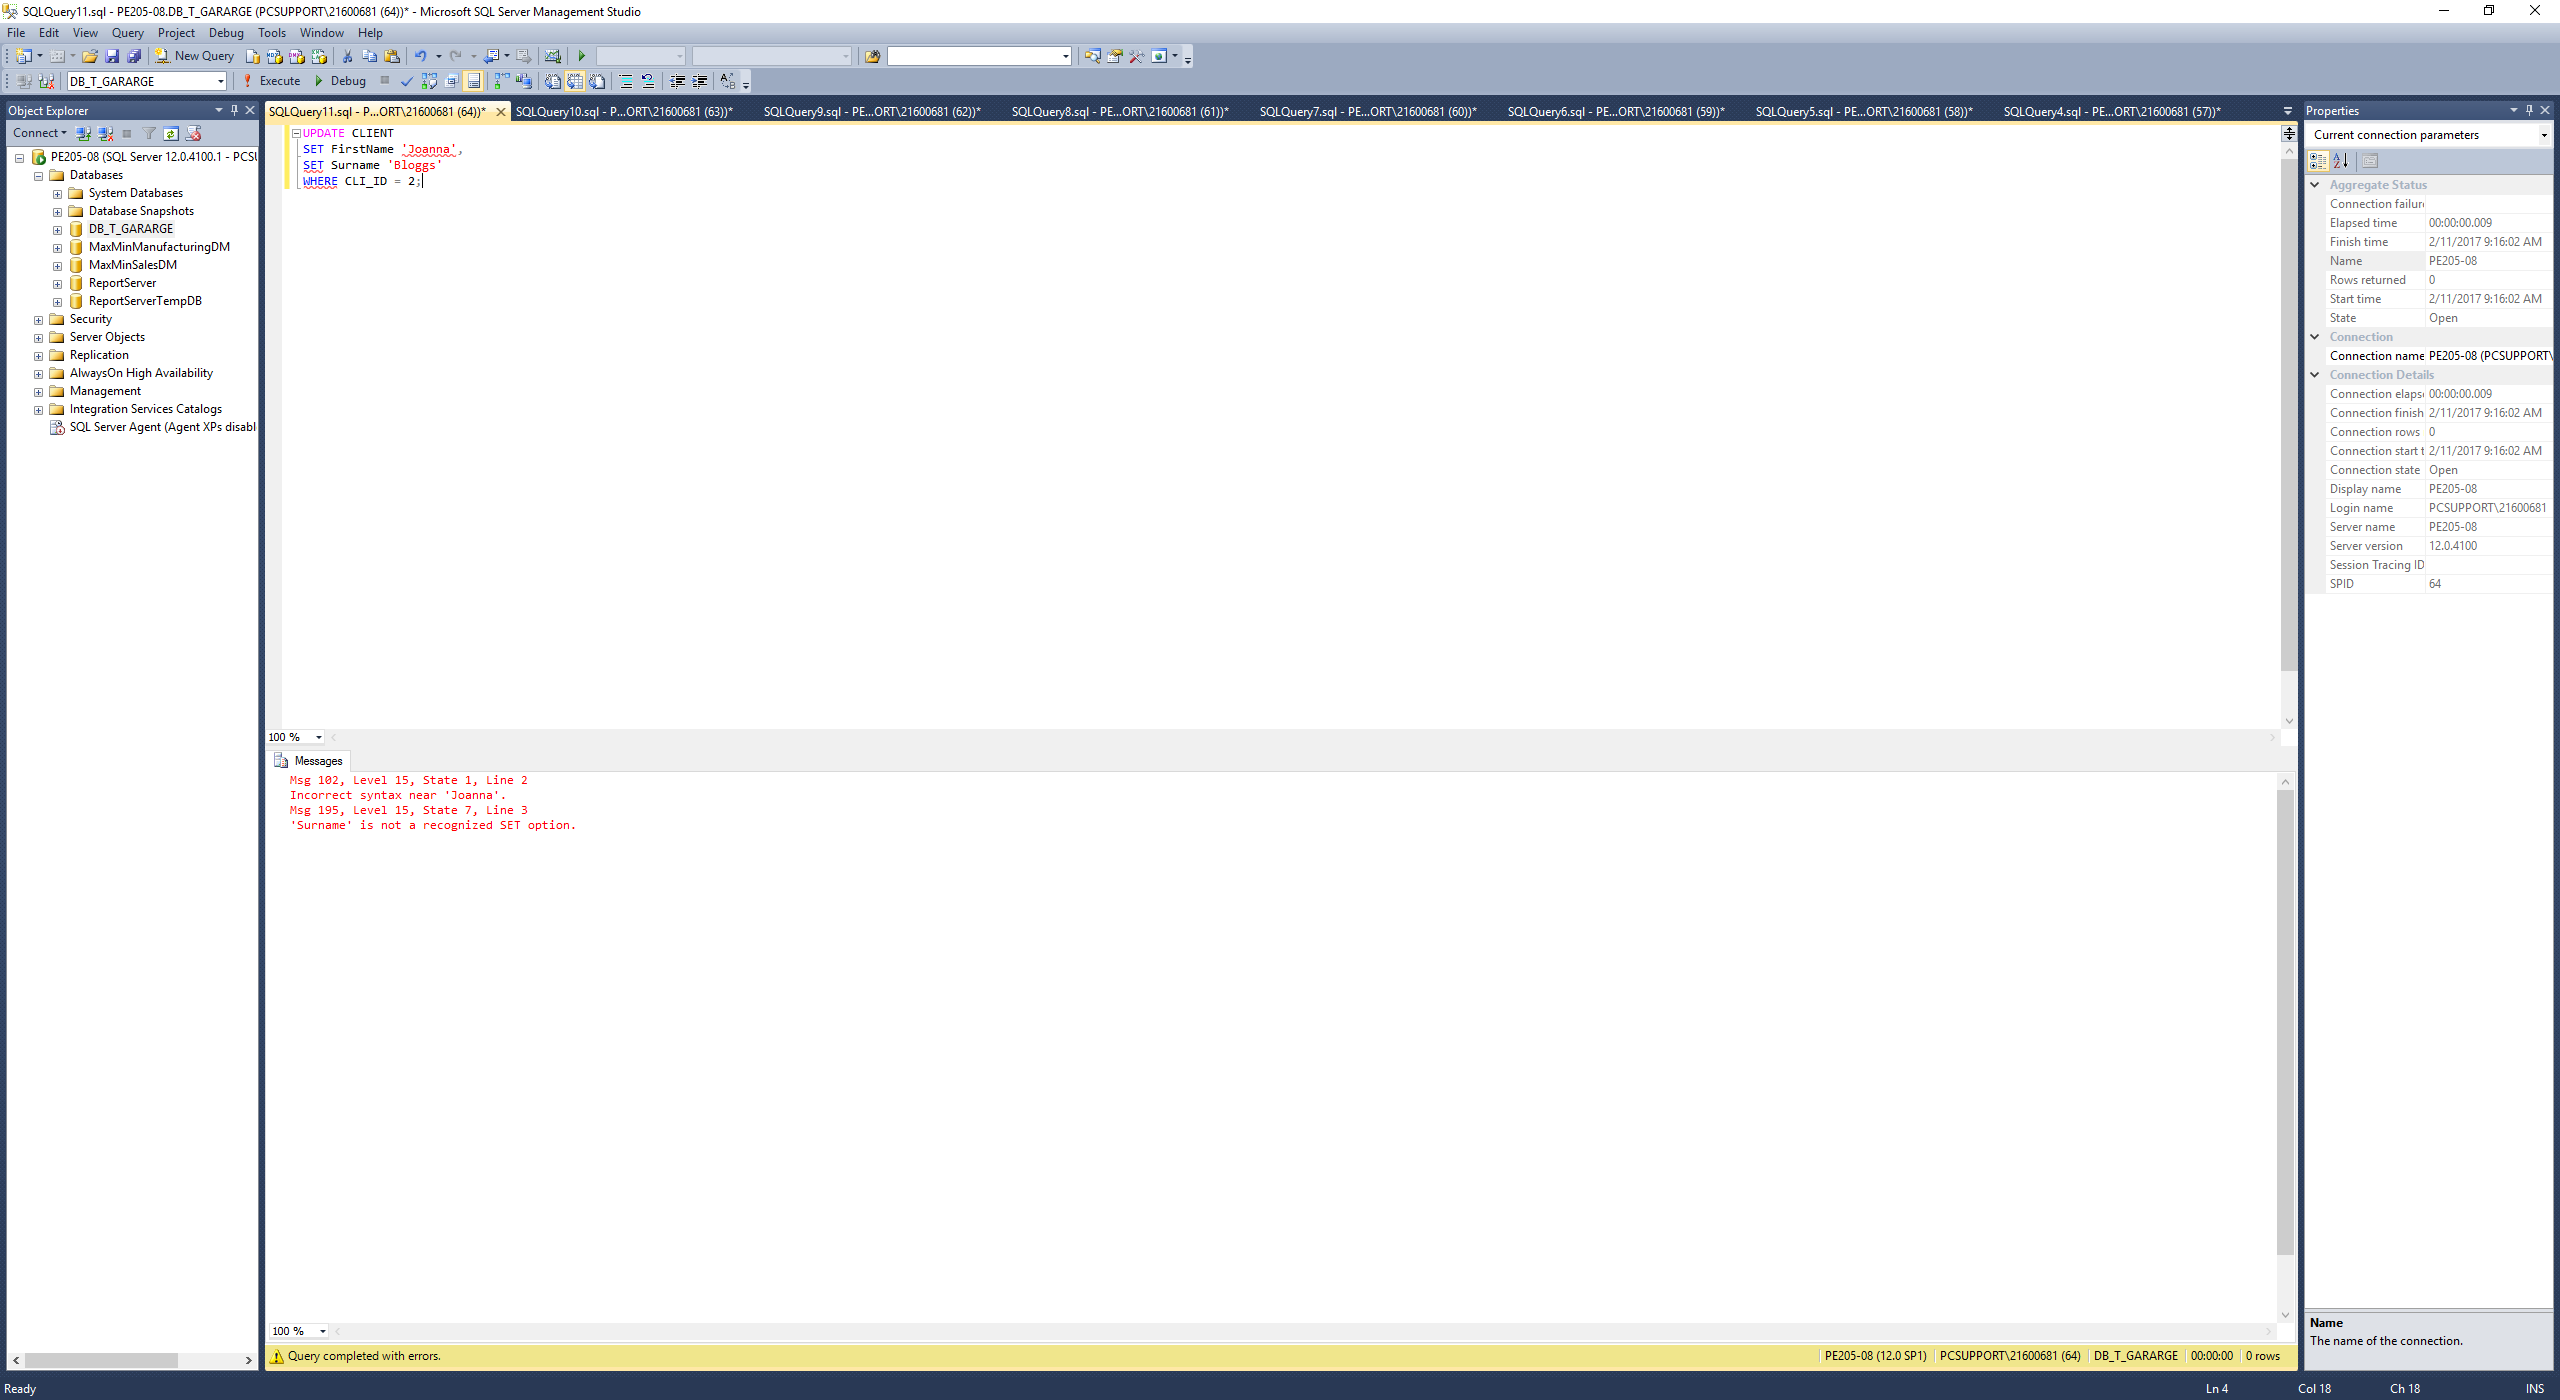 SQLQuery11.sql - PE205-08.DB_T_GARARGE (PCSUPPORT\21600681 (64))* - Microsoft SQL Server Management Studio
File Edit View Query Project Debug Tools Window Help
New Query
DB_T_GARARGE Execute Debug
Object Explorer
Connect
PE205-08 (SQL Server 12.0.4100.1 - PCSU
Databases
System Databases
Database Snapshots
DB_T_GARARGE
MaxMinManufacturingDM
MaxMinSalesDM
ReportServer
ReportServerTempDB
Security
Server Objects
Replication
AlwaysOn High Availability
Management
Integration Services Catalogs
SQL Server Agent (Agent XPs disabl
SQLQuery11.sql - P...ORT\21600681 (64))* SQLQuery10.sql - P...ORT\21600681 (63))* SQLQuery9.sql - PE...ORT\21600681 (62))* SQLQuery8.sql - PE...ORT\21600681 (61))* SQLQuery7.sql - PE...ORT\21600681 (60))* SQLQuery6.sql - PE...ORT\21600681 (59))* SQLQuery5.sql - PE...ORT\21600681 (58))* SQLQuery4.sql - PE...ORT\21600681 (57))*
UPDATE CLIENT
SET FirstName 'Joanna',
SET Surname 'Bloggs'
WHERE CLI_ID = 2;
100 %
Messages
Msg 102, Level 15, State 1, Line 2
Incorrect syntax near 'Joanna'.
Msg 195, Level 15, State 7, Line 3
'Surname' is not a recognized SET option.
100 %
Query completed with errors. PE205-08 (12.0 SP1) PCSUPPORT\21600681 (64) DB_T_GARARGE 00:00:00 0 rows
Properties
Current connection parameters
Aggregate Status
Connection failur
Elapsed time 00:00:00.009
Finish time 2/11/2017 9:16:02 AM
Name PE205-08
Rows returned 0
Start time 2/11/2017 9:16:02 AM
State Open
Connection
Connection name PE205-08 (PCSUPPORT\
Connection Details
Connection elaps 00:00:00.009
Connection finish 2/11/2017 9:16:02 AM
Connection rows 0
Connection start t 2/11/2017 9:16:02 AM
Connection state Open
Display name PE205-08
Login name PCSUPPORT\21600681
Server name PE205-08
Server version 12.0.4100
Session Tracing ID
SPID 64
Name
The name of the connection.
Ready Ln 4 Col 18 Ch 18 INS